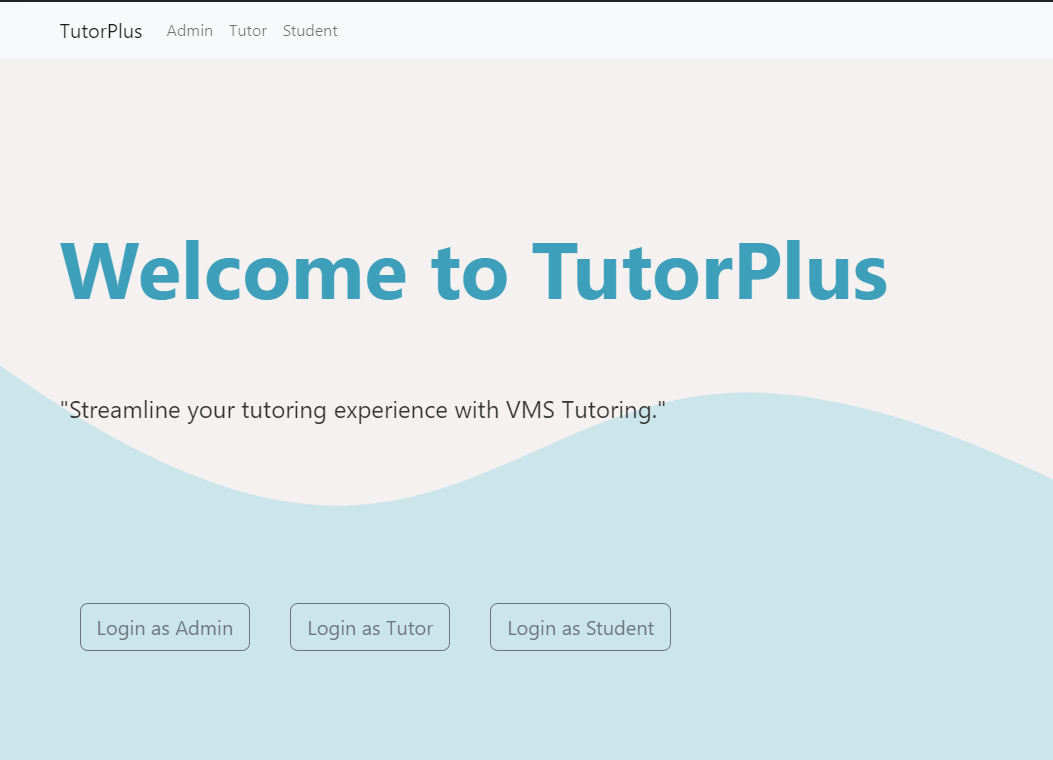 TutorPlus Admin Tutor Student
Welcome to TutorPlus
"Streamline your tutoring experience with VMS Tutoring."
Login as Admin Login as Tutor Login as Student